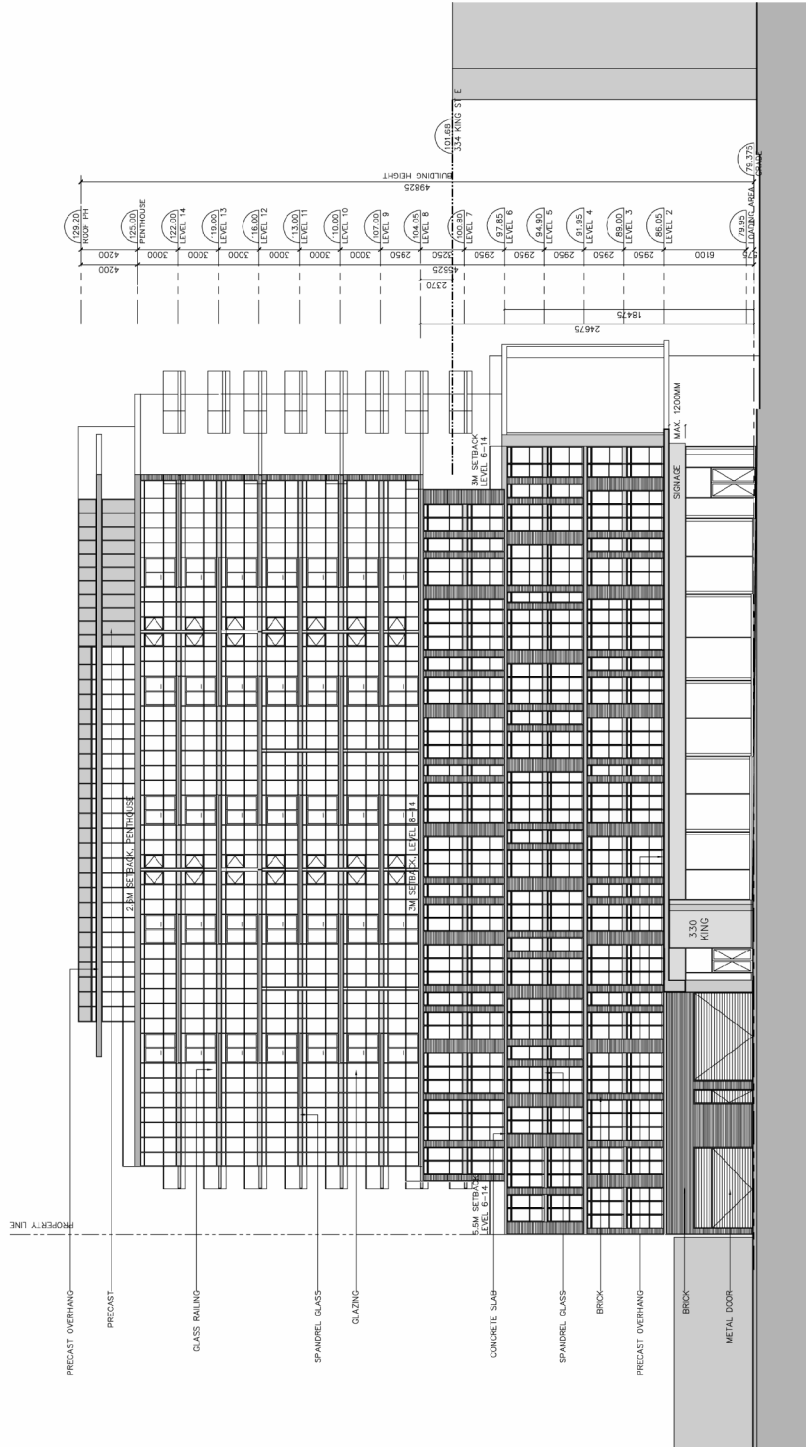 129.20
ROOF PH
125.00
PENTHOUSE
122.00
LEVEL 14
119.00
LEVEL 13
116.00
LEVEL 12
113.00
LEVEL 11
110.00
LEVEL 10
107.00
LEVEL 9
104.05
LEVEL 8
101.68
334 KING ST E
100.80
LEVEL 7
97.85
LEVEL 6
94.90
LEVEL 5
91.95
LEVEL 4
89.00
LEVEL 3
86.05
LEVEL 2
79.95
LOADING AREA
79.375
GRADE
BUILDING HEIGHT
49825
4200
3000
3000
3000
3000
3000
3000
2950
3250
2950
2950
2950
2950
2950
6100
575
4200
45625
2370
24675
18475
2.6M SETBACK, PENTHOUSE
3M SETBACK, LEVEL 8-14
3M SETBACK
LEVEL 6-14
5.5M SETBACK
LEVEL 6-14
MAX. 1200MM
SIGNAGE
330
KING
PROPERTY LINE
PRECAST OVERHANG
PRECAST
GLASS RAILING
SPANDREL GLASS
GLAZING
CONCRETE SLAB
SPANDREL GLASS
BRICK
PRECAST OVERHANG
BRICK
METAL DOOR